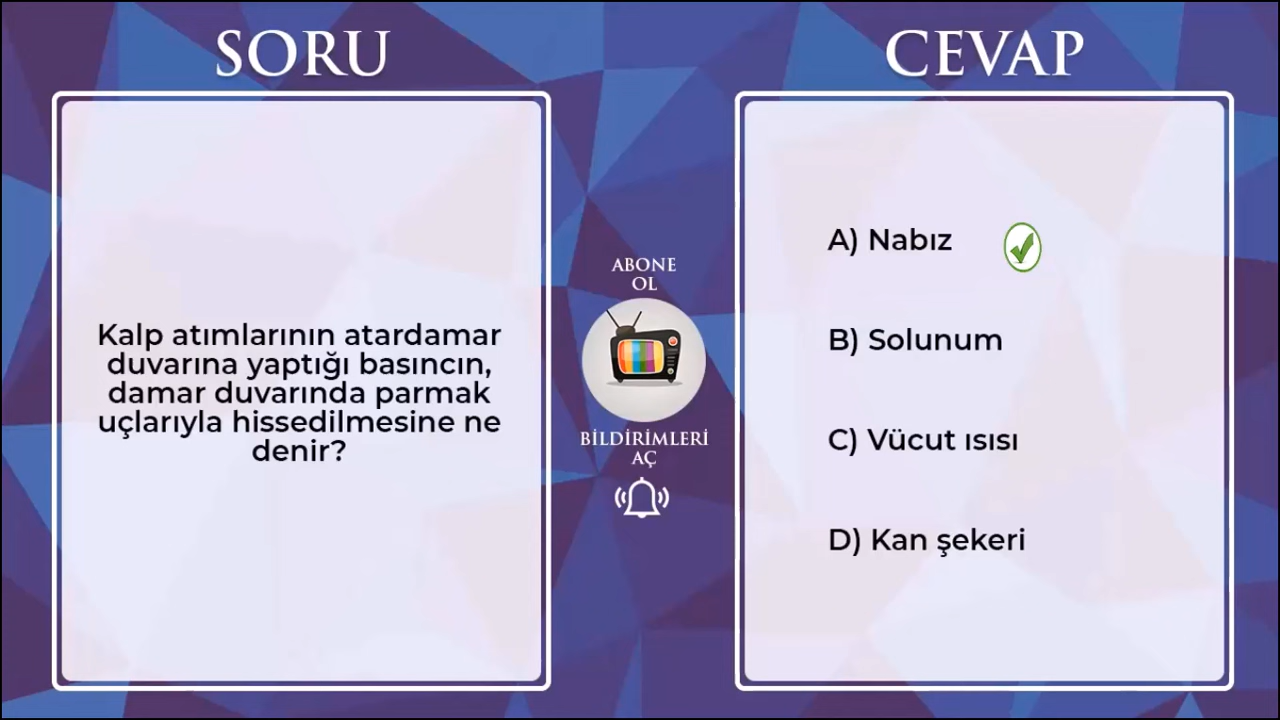 SORU
Kalp atımlarının atardamar
duvarına yaptığı basıncın,
damar duvarında parmak
uçlarıyla hissedilmesine ne
denir?
ABONE
OL
BİLDİRİMLERİ
AÇ
CEVAP
A) Nabız
B) Solunum
C) Vücut ısısı
D) Kan şekeri